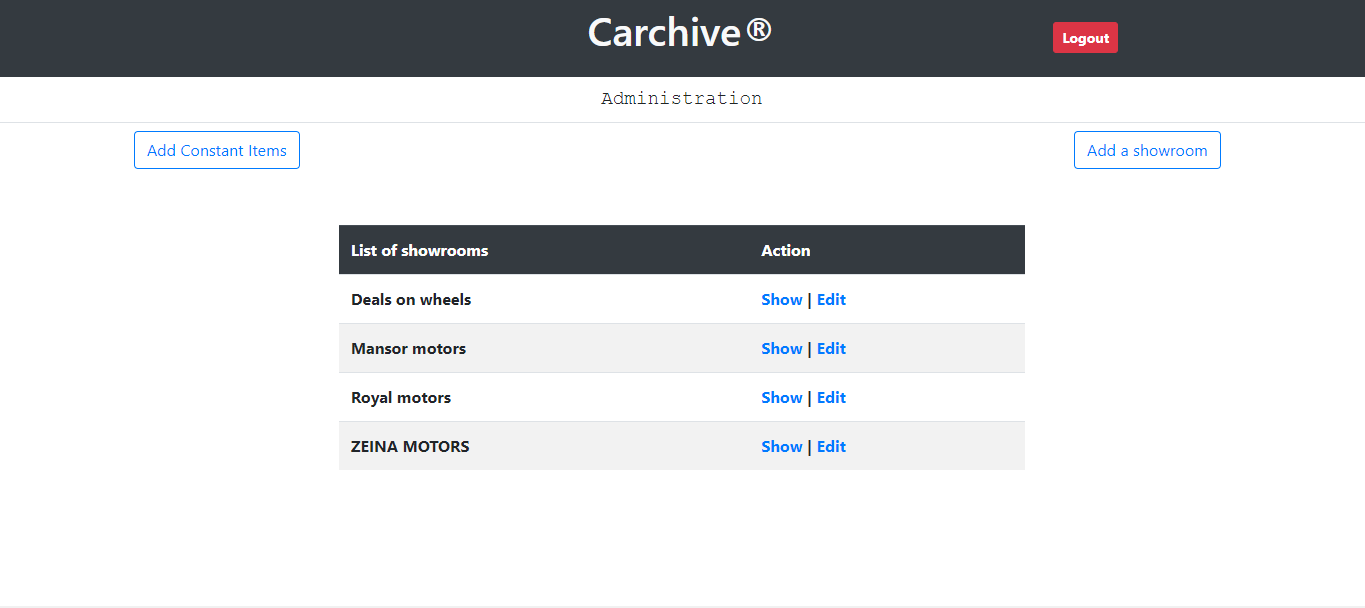 Carchive®
Logout
Administration
Add Constant Items
Add a showroom
List of showrooms Action
Deals on wheels Show | Edit
Mansor motors Show | Edit
Royal motors Show | Edit
ZEINA MOTORS Show | Edit